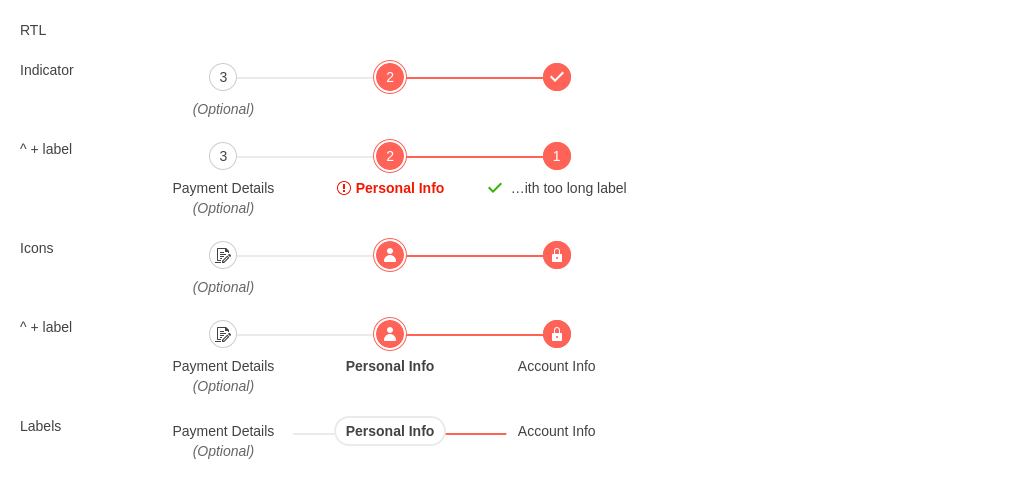 RTL
Indicator
3 2
(Optional)
^ + label
3 2 1
Payment Details Personal Info …ith too long label
(Optional)
Icons
(Optional)
^ + label
Payment Details Personal Info Account Info
(Optional)
Labels
Payment Details Personal Info Account Info
(Optional)